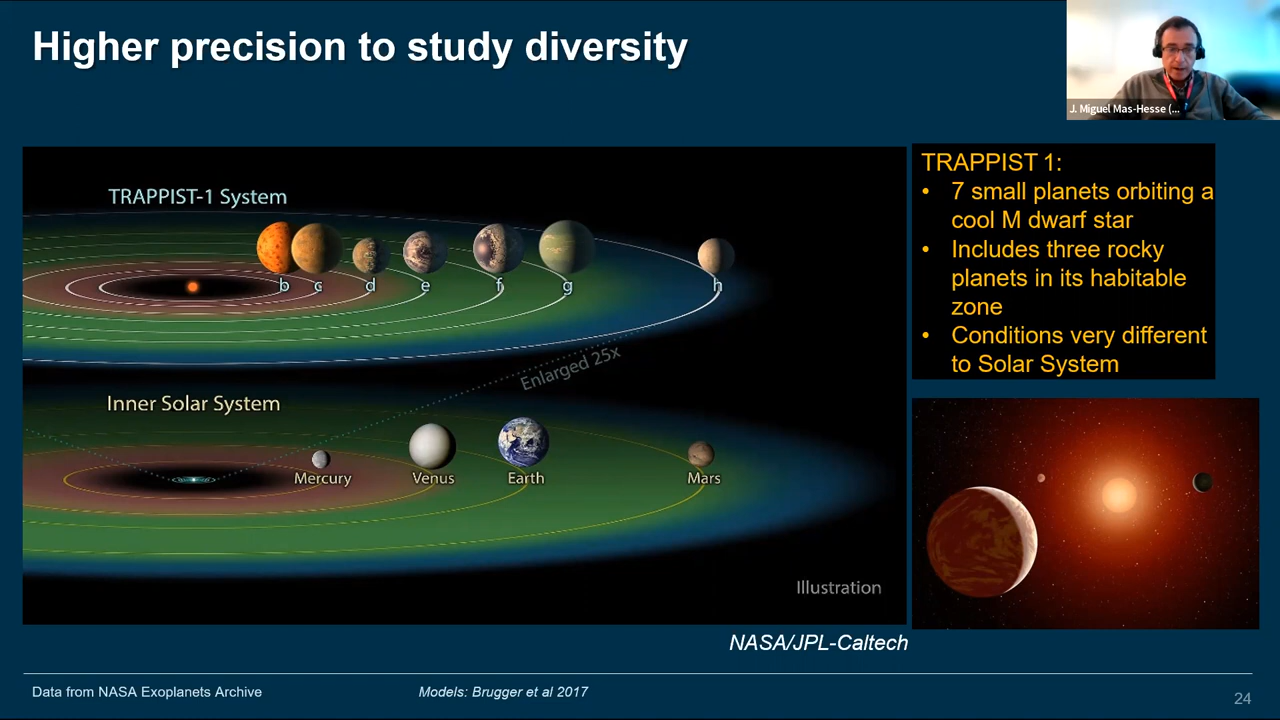 Higher precision to study diversity
J. Miguel Mas-Hesse (...
TRAPPIST-1 System
b c d e f g h
Enlarged 25x
Inner Solar System
Mercury Venus Earth Mars
Illustration
NASA/JPL-Caltech
TRAPPIST 1:
• 7 small planets orbiting a
cool M dwarf star
• Includes three rocky
planets in its habitable
zone
• Conditions very different
to Solar System
Data from NASA Exoplanets Archive
Models: Brugger et al 2017
24